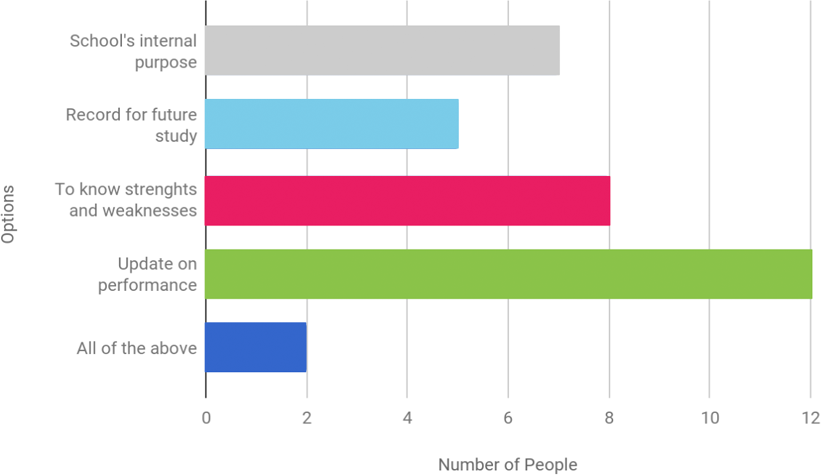 School's internal
purpose
Record for future
study
To know strenghts
and weaknesses
Update on
performance
All of the above
Options
0 2 4 6 8 10 12
Number of People